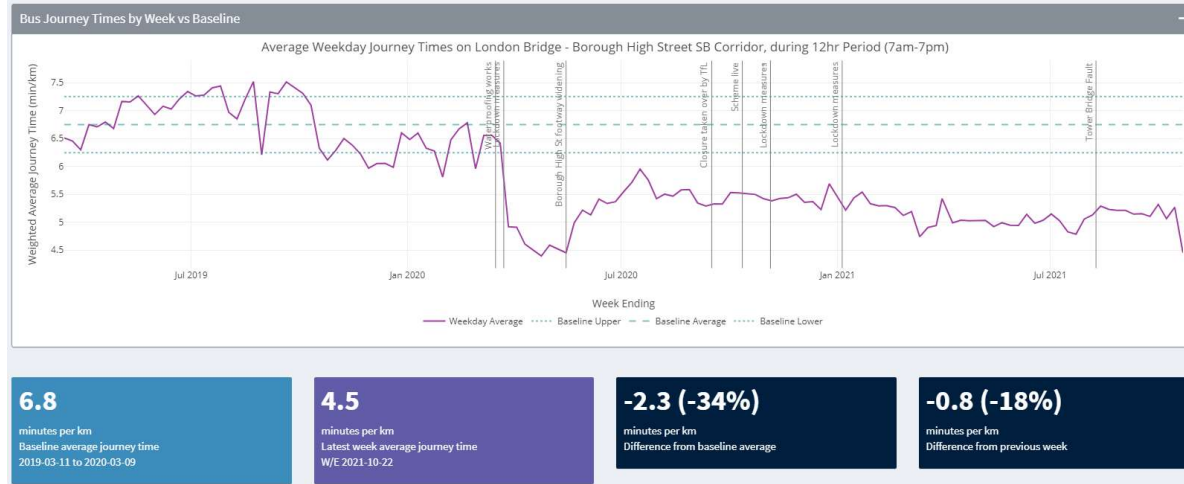 Bus Journey Times by Week vs Baseline
Average Weekday Journey Times on London Bridge - Borough High Street SB Corridor, during 12hr Period (7am-7pm)
Weighted Average Journey Time (min/km)
7.5
7
6.5
6
5.5
5
4.5
Waterproofing works
Lockdown measures
Borough High St footway widening
Closure taken over by TfL
Scheme live
Lockdown measures
Lockdown measures
Tower Bridge Fault
Jul 2019
Jan 2020
Jul 2020
Jan 2021
Jul 2021
Week Ending
Weekday Average
Baseline Upper
Baseline Average
Baseline Lower
6.8
minutes per km
Baseline average journey time
2019-03-11 to 2020-03-09
4.5
minutes per km
Latest week average journey time
W/E 2021-10-22
-2.3 (-34%)
minutes per km
Difference from baseline average
-0.8 (-18%)
minutes per km
Difference from previous week